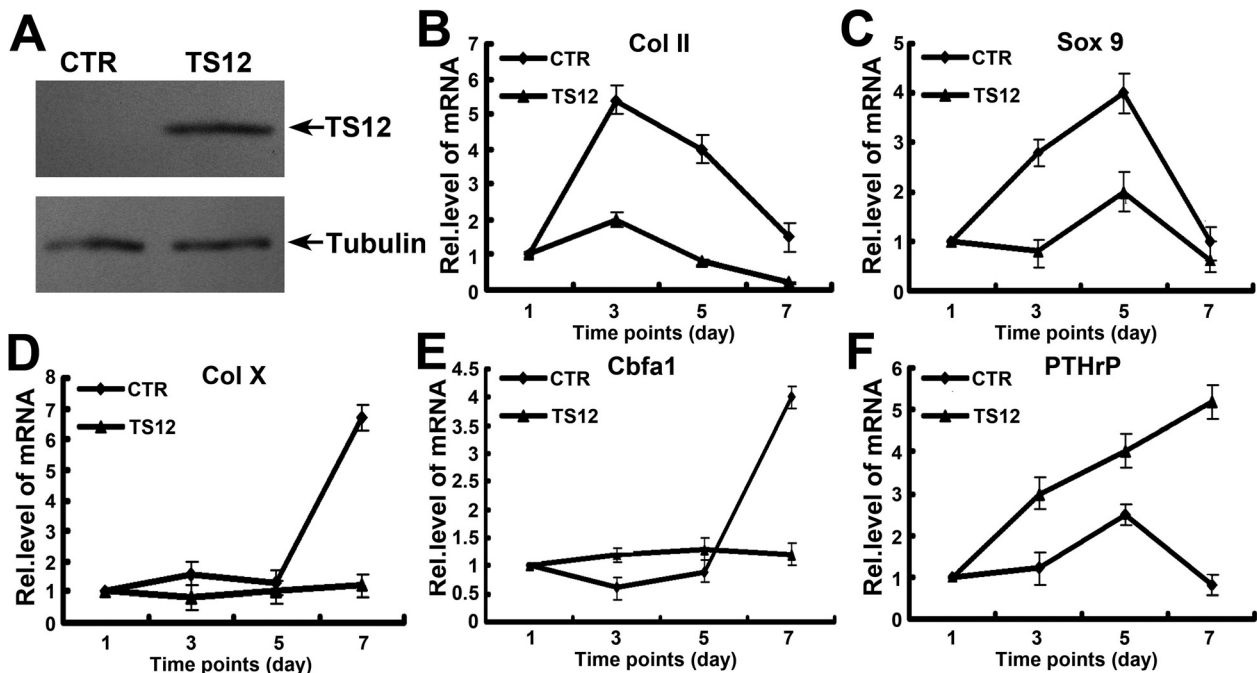 A
CTR TS12
TS12
Tubulin
B
Col II
CTR
TS12
Rel.level of mRNA
7
6
5
4
3
2
1
0
1 3 5 7
Time points (day)
C
Sox 9
CTR
TS12
Rel.level of mRNA
5
4
3
2
1
0
1 3 5 7
Time points (day)
D
Col X
CTR
TS12
Rel.level of mRNA
8
7
6
5
4
3
2
1
0
1 3 5 7
Time points (day)
E
Cbfa1
CTR
TS12
Rel.level of mRNA
4.5
4
3.5
3
2.5
2
1.5
1
0.5
0
1 3 5 7
Time points (day)
F
PTHrP
CTR
TS12
Rel.level of mRNA
6
5
4
3
2
1
0
1 3 5 7
Time points (day)